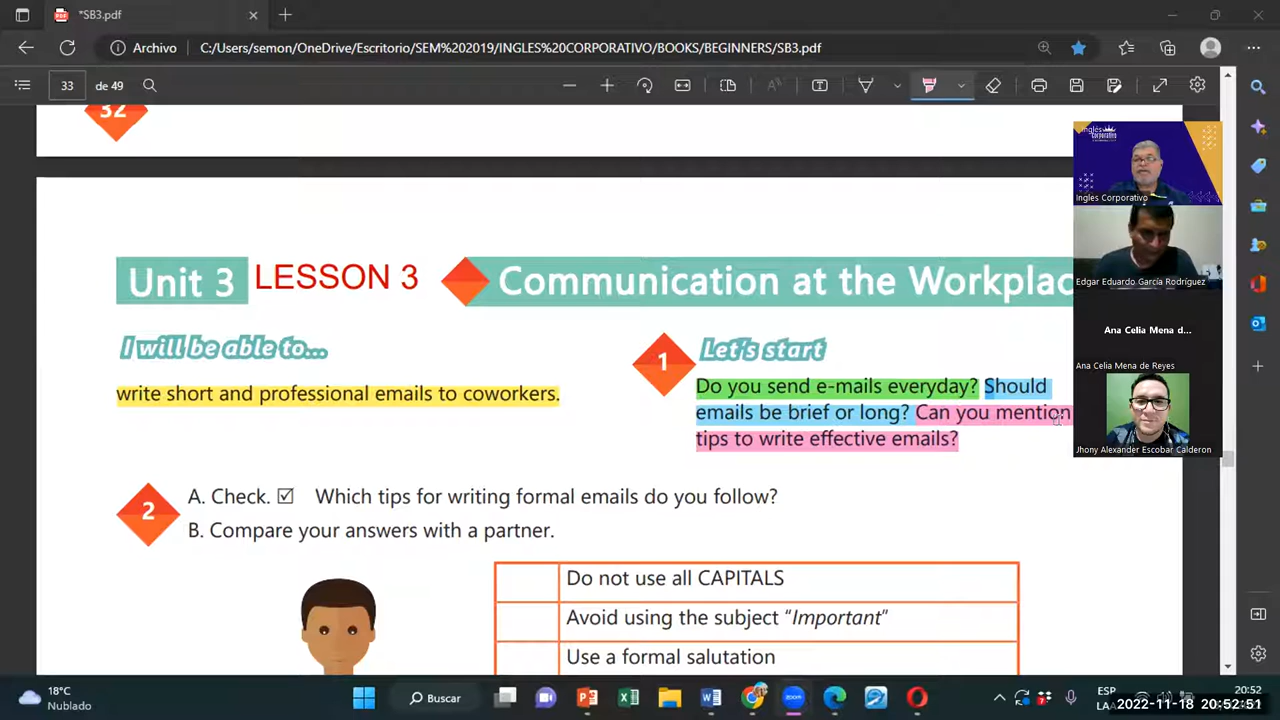 *SB3.pdf
Archivo
C:/Users/semon/OneDrive/Escritorio/SEM%202019/INGLES%20CORPORATIVO/BOOKS/BEGINNERS/SB3.pdf
33 de 49
32
Ingles Corporativo
Edgar Eduardo García Rodríguez
Ana Celia Mena d...
Ana Celia Mena de Reyes
Jhony Alexander Escobar Calderon
Unit 3 LESSON 3 Communication at the Workplac
I will be able to...
write short and professional emails to coworkers.
1 Let's start
Do you send e-mails everyday? Should
emails be brief or long? Can you mention
tips to write effective emails?
2
A. Check. ☑ Which tips for writing formal emails do you follow?
B. Compare your answers with a partner.
Do not use all CAPITALS
Avoid using the subject “Important”
Use a formal salutation
18°C
Nublado
Buscar
ESP
LAA
20:52
2022-11-18 20:52:51